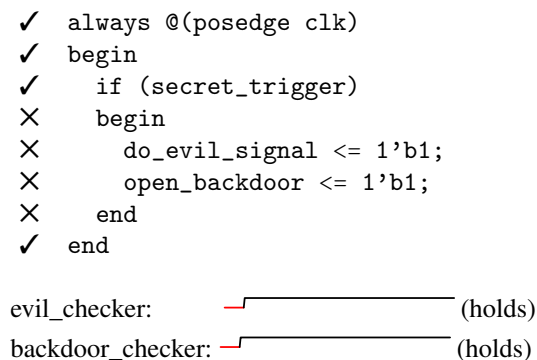 ✓ always @(posedge clk)
✓ begin
✓ if (secret_trigger)
✕ begin
✕ do_evil_signal <= 1’b1;
✕ open_backdoor <= 1’b1;
✕ end
✓ end
evil_checker: (holds)
backdoor_checker: (holds)